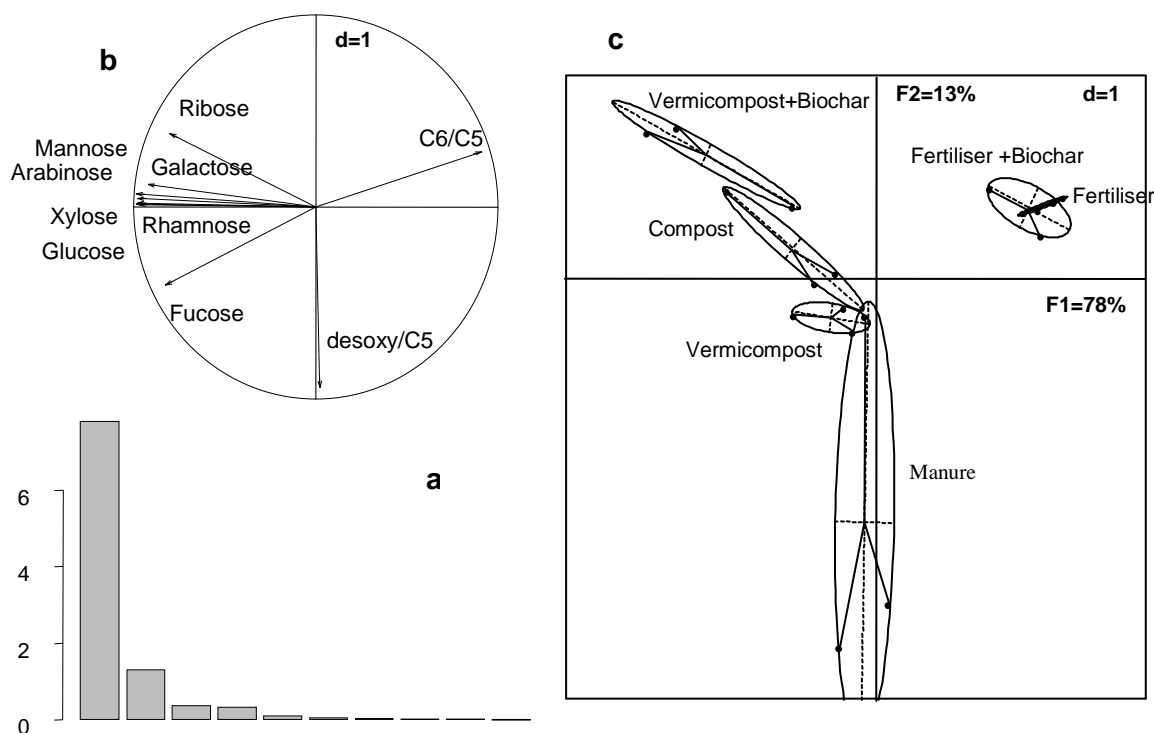 b
d=1
Ribose
C6/C5
Mannose
Galactose
Arabinose
Xylose
Rhamnose
Glucose
Fucose
desoxy/C5
a
6
4
2
0
c
F2=13%
d=1
Vermicompost+Biochar
Fertiliser +Biochar
Fertiliser
Compost
F1=78%
Vermicompost
Manure